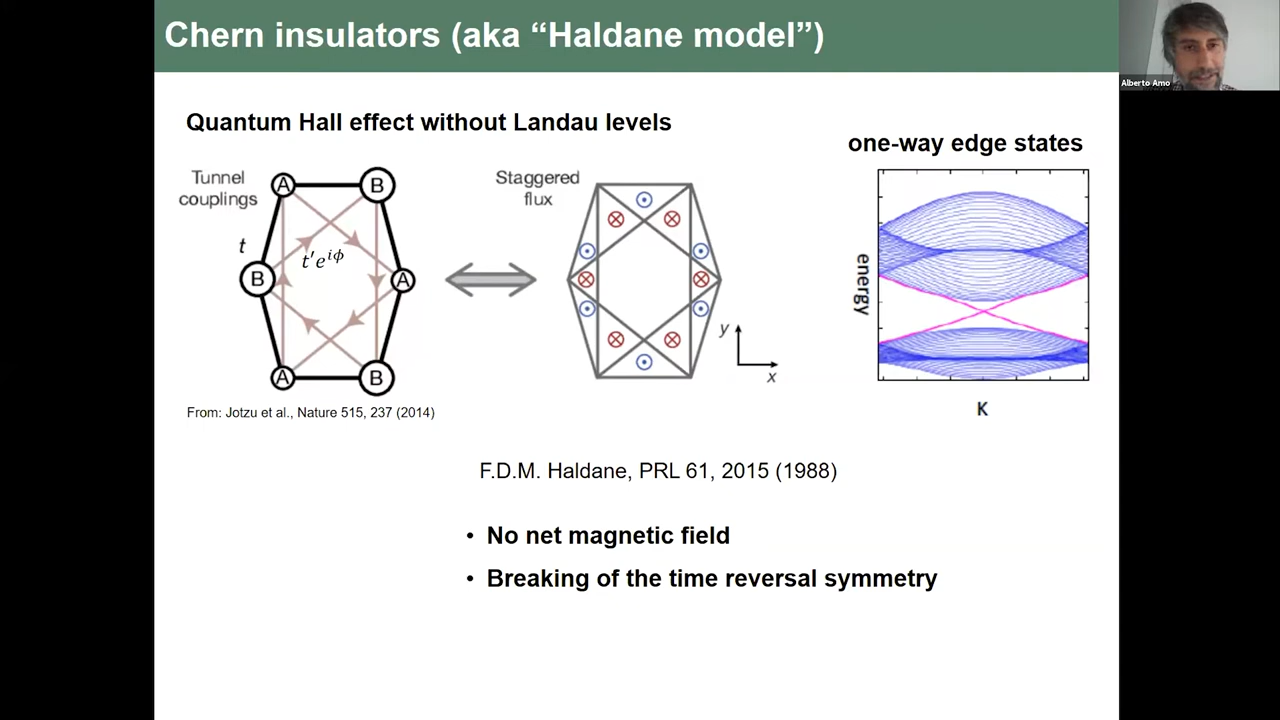 Chern insulators (aka “Haldane model”)
Alberto Amo
Quantum Hall effect without Landau levels
one-way edge states
Tunnel
couplings
A
B
t
t′e^{iϕ}
B
A
A
B
Staggered
flux
y
x
energy
K
From: Jotzu et al., Nature 515, 237 (2014)
F.D.M. Haldane, PRL 61, 2015 (1988)
• No net magnetic field
• Breaking of the time reversal symmetry